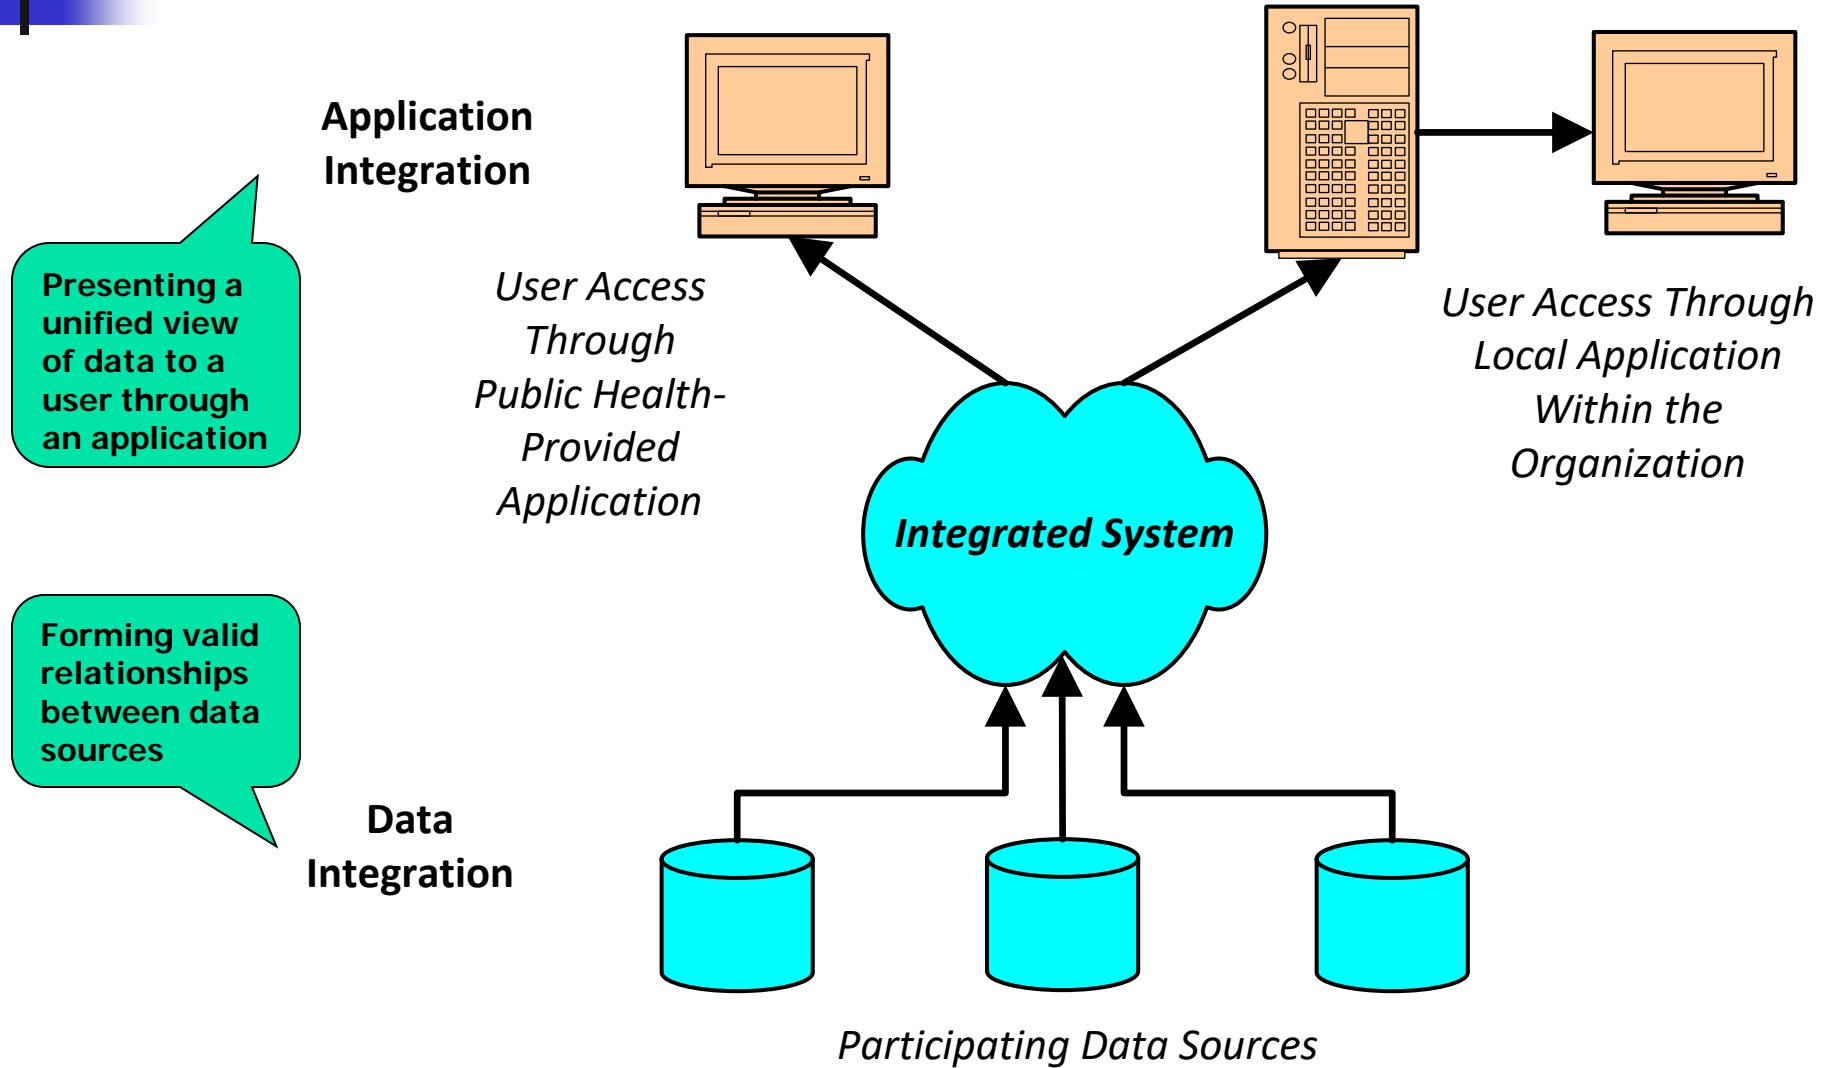 Application
Integration
Presenting a
unified view
of data to a
user through
an application
User Access
Through
Public Health-
Provided
Application
User Access Through
Local Application
Within the
Organization
Integrated System
Forming valid
relationships
between data
sources
Data
Integration
Participating Data Sources